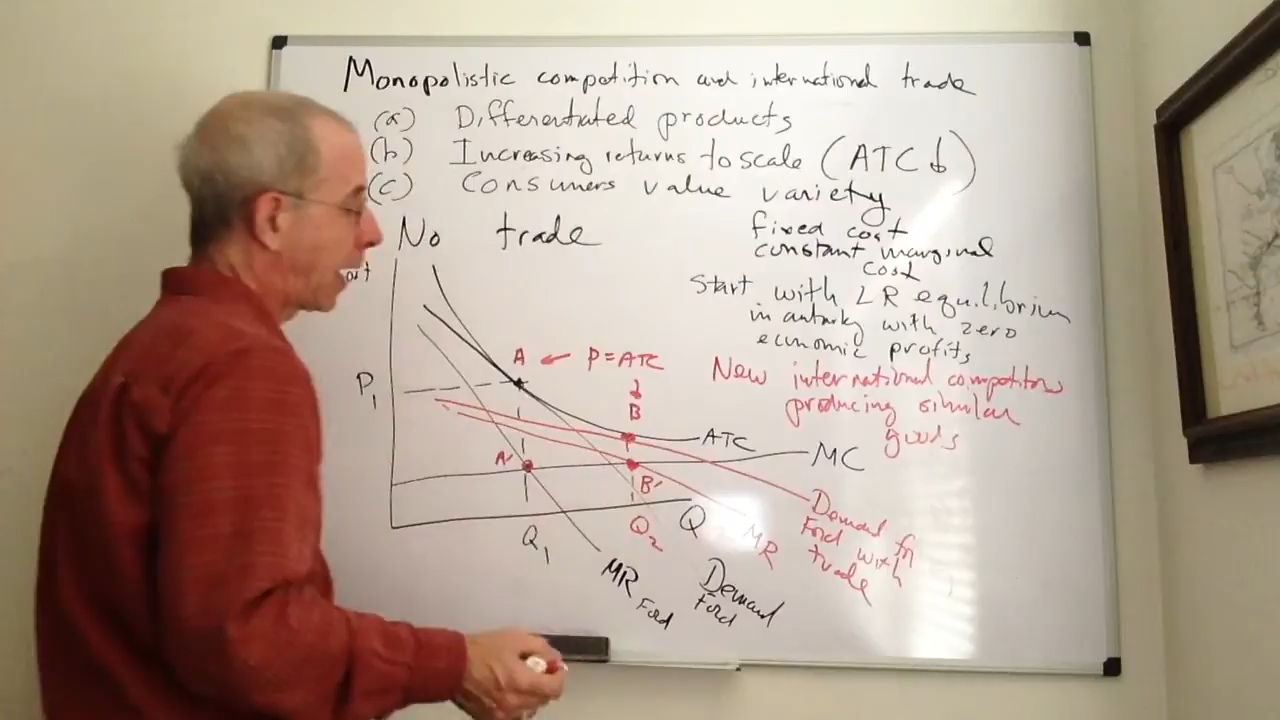 Monopolistic competition and international trade
(a) Differentiated products
(b) Increasing returns to scale (ATC ↓)
(c) Consumers value variety
No trade
fixed cost
constant marginal
cost
Start with LR equilibrium
in autarky with zero
economic profits
New international competitors
producing similar
goods
A ← P = ATC
↓
B
P1
ATC
MC
A'
B'
Q1
Q2
Q
MR Ford
Demand
Ford
MR
Demand for
Ford with
trade